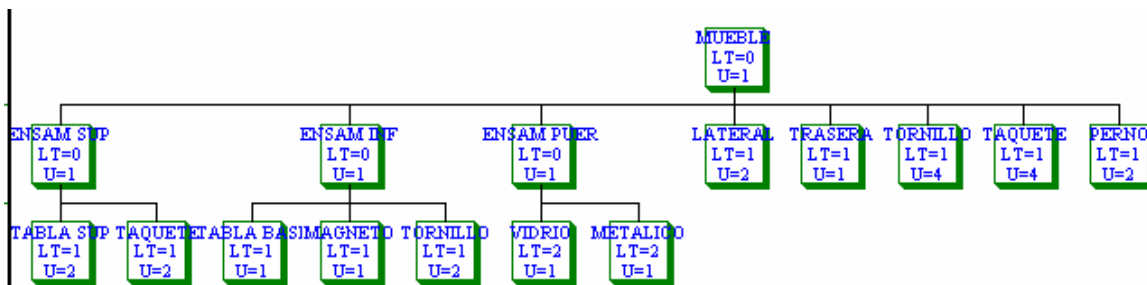 MUEBLE
LT=0
U=1
ENSAM SUP
LT=0
U=1
ENSAM INF
LT=0
U=1
ENSAM PUER
LT=0
U=1
LATERAL
LT=1
U=2
TRASERA
LT=1
U=1
TORNILLO
LT=1
U=4
TAQUETE
LT=1
U=4
PERNO
LT=1
U=2
TABLA SUP
LT=1
U=2
TAQUETE
LT=1
U=2
TABLA BASE
LT=1
U=1
MAGNETO
LT=1
U=1
TORNILLO
LT=1
U=2
VIDRIO
LT=2
U=1
METALICO
LT=2
U=1